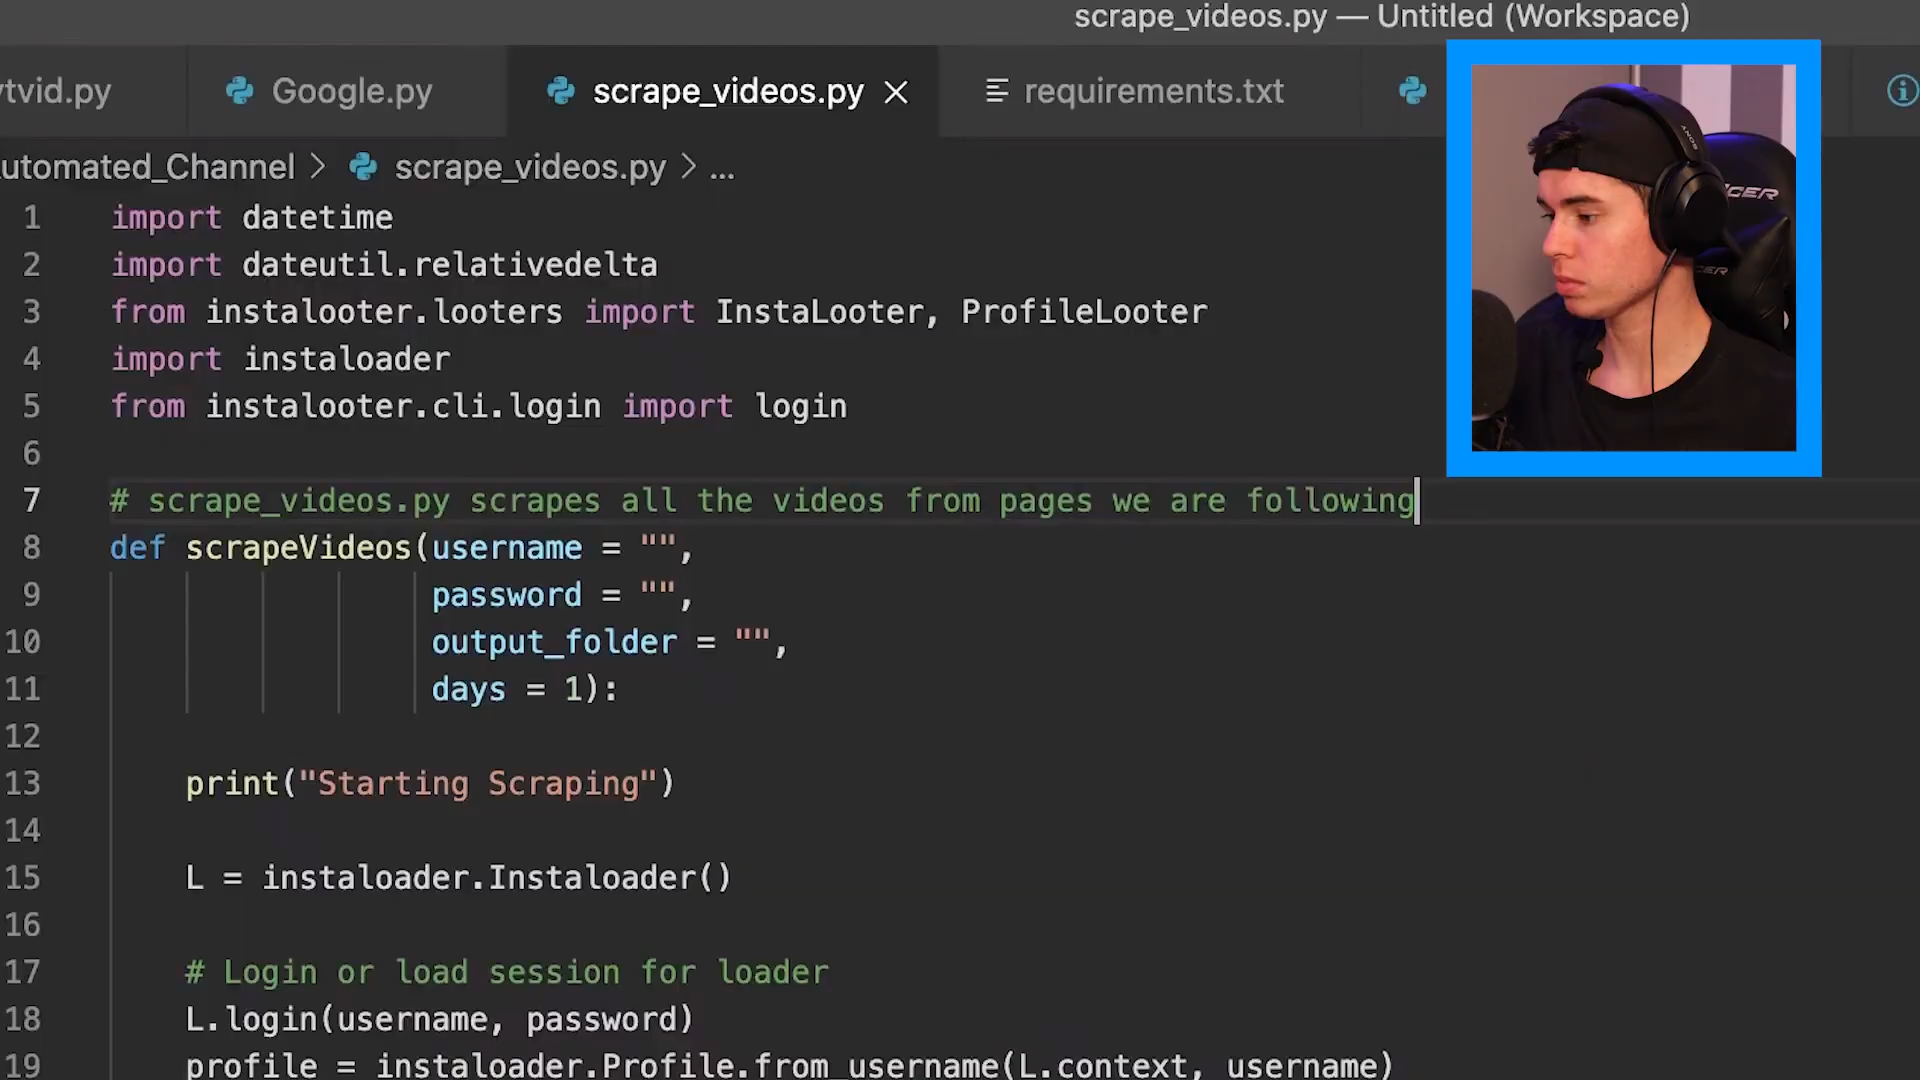 scrape_videos.py — Untitled (Workspace)
ytvid.py
Google.py
scrape_videos.py
requirements.txt
utomated_Channel > scrape_videos.py > ...
1 import datetime
2 import dateutil.relativedelta
3 from instalooter.looters import InstaLooter, ProfileLooter
4 import instaloader
5 from instalooter.cli.login import login
6
7 # scrape_videos.py scrapes all the videos from pages we are following
8 def scrapeVideos(username = "",
9 password = "",
10 output_folder = "",
11 days = 1):
12
13 print("Starting Scraping")
14
15 L = instaloader.Instaloader()
16
17 # Login or load session for loader
18 L.login(username, password)
19 profile = instaloader.Profile.from_username(L.context, username)
SONY